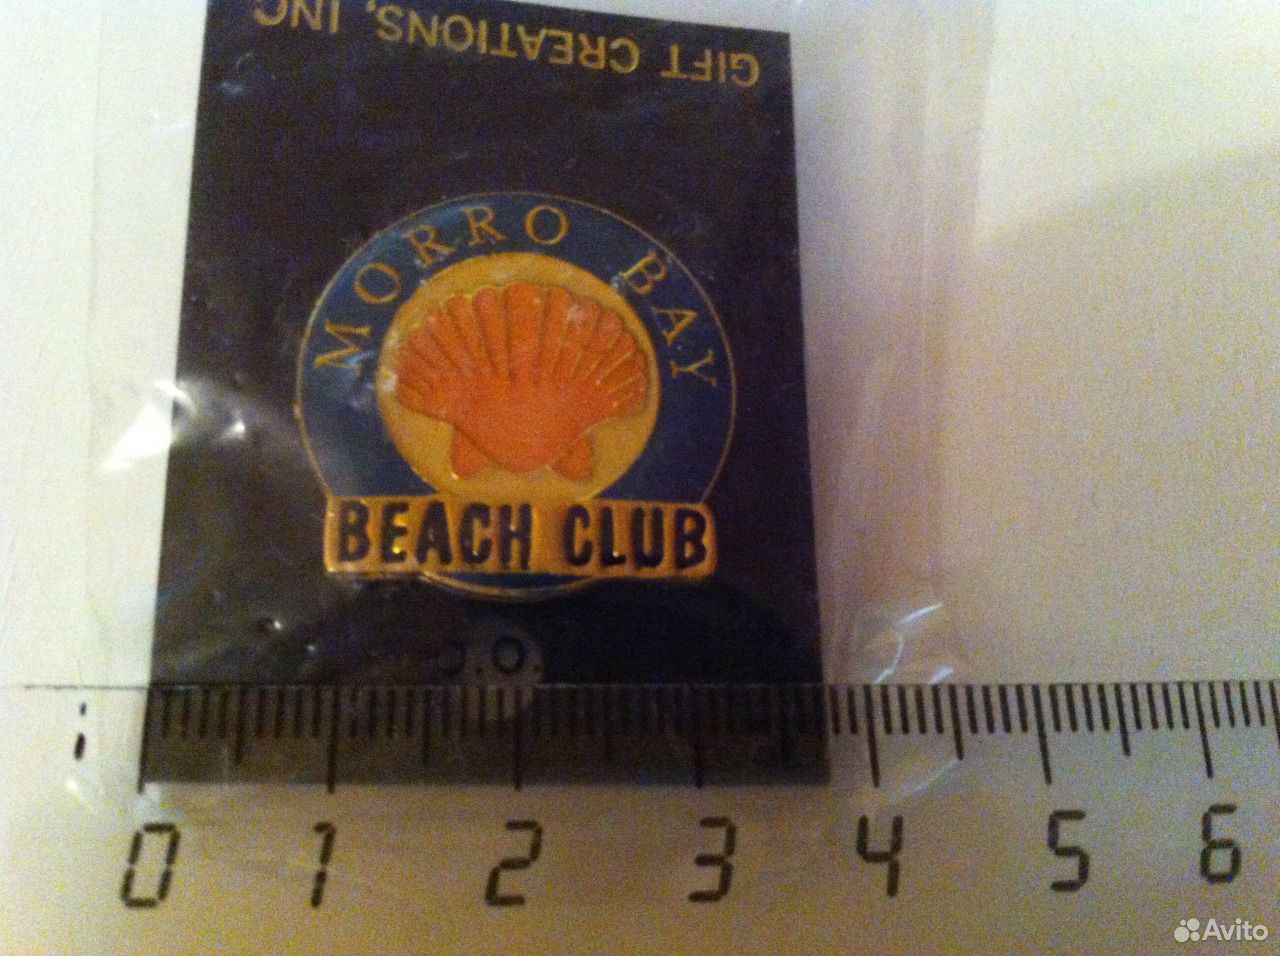 GIFT CREATIONS, INC
MORRO BAY
BEACH CLUB
0 1 2 3 4 5 6
Avito